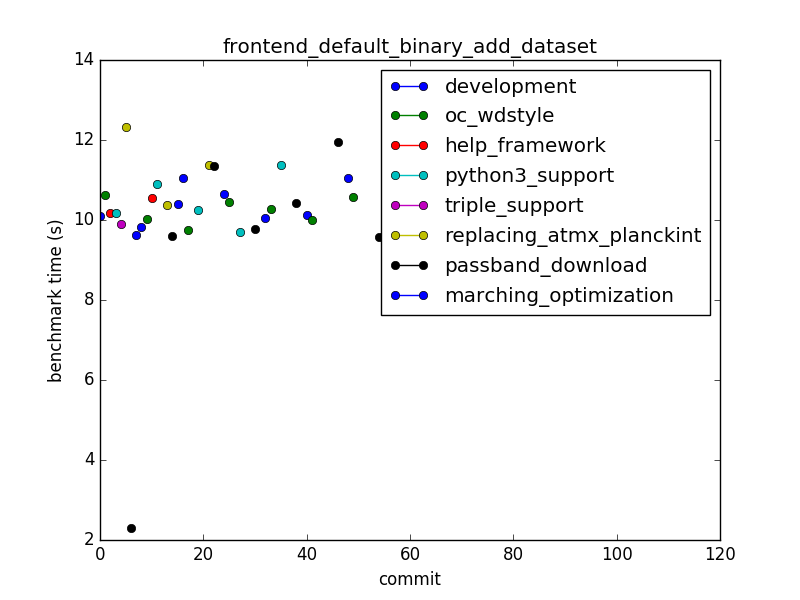 frontend_default_binary_add_dataset
14
12
10
8
6
4
2
benchmark time (s)
development
oc_wdstyle
help_framework
python3_support
triple_support
replacing_atmx_planckint
passband_download
marching_optimization
0 20 40 60 80 100 120
commit